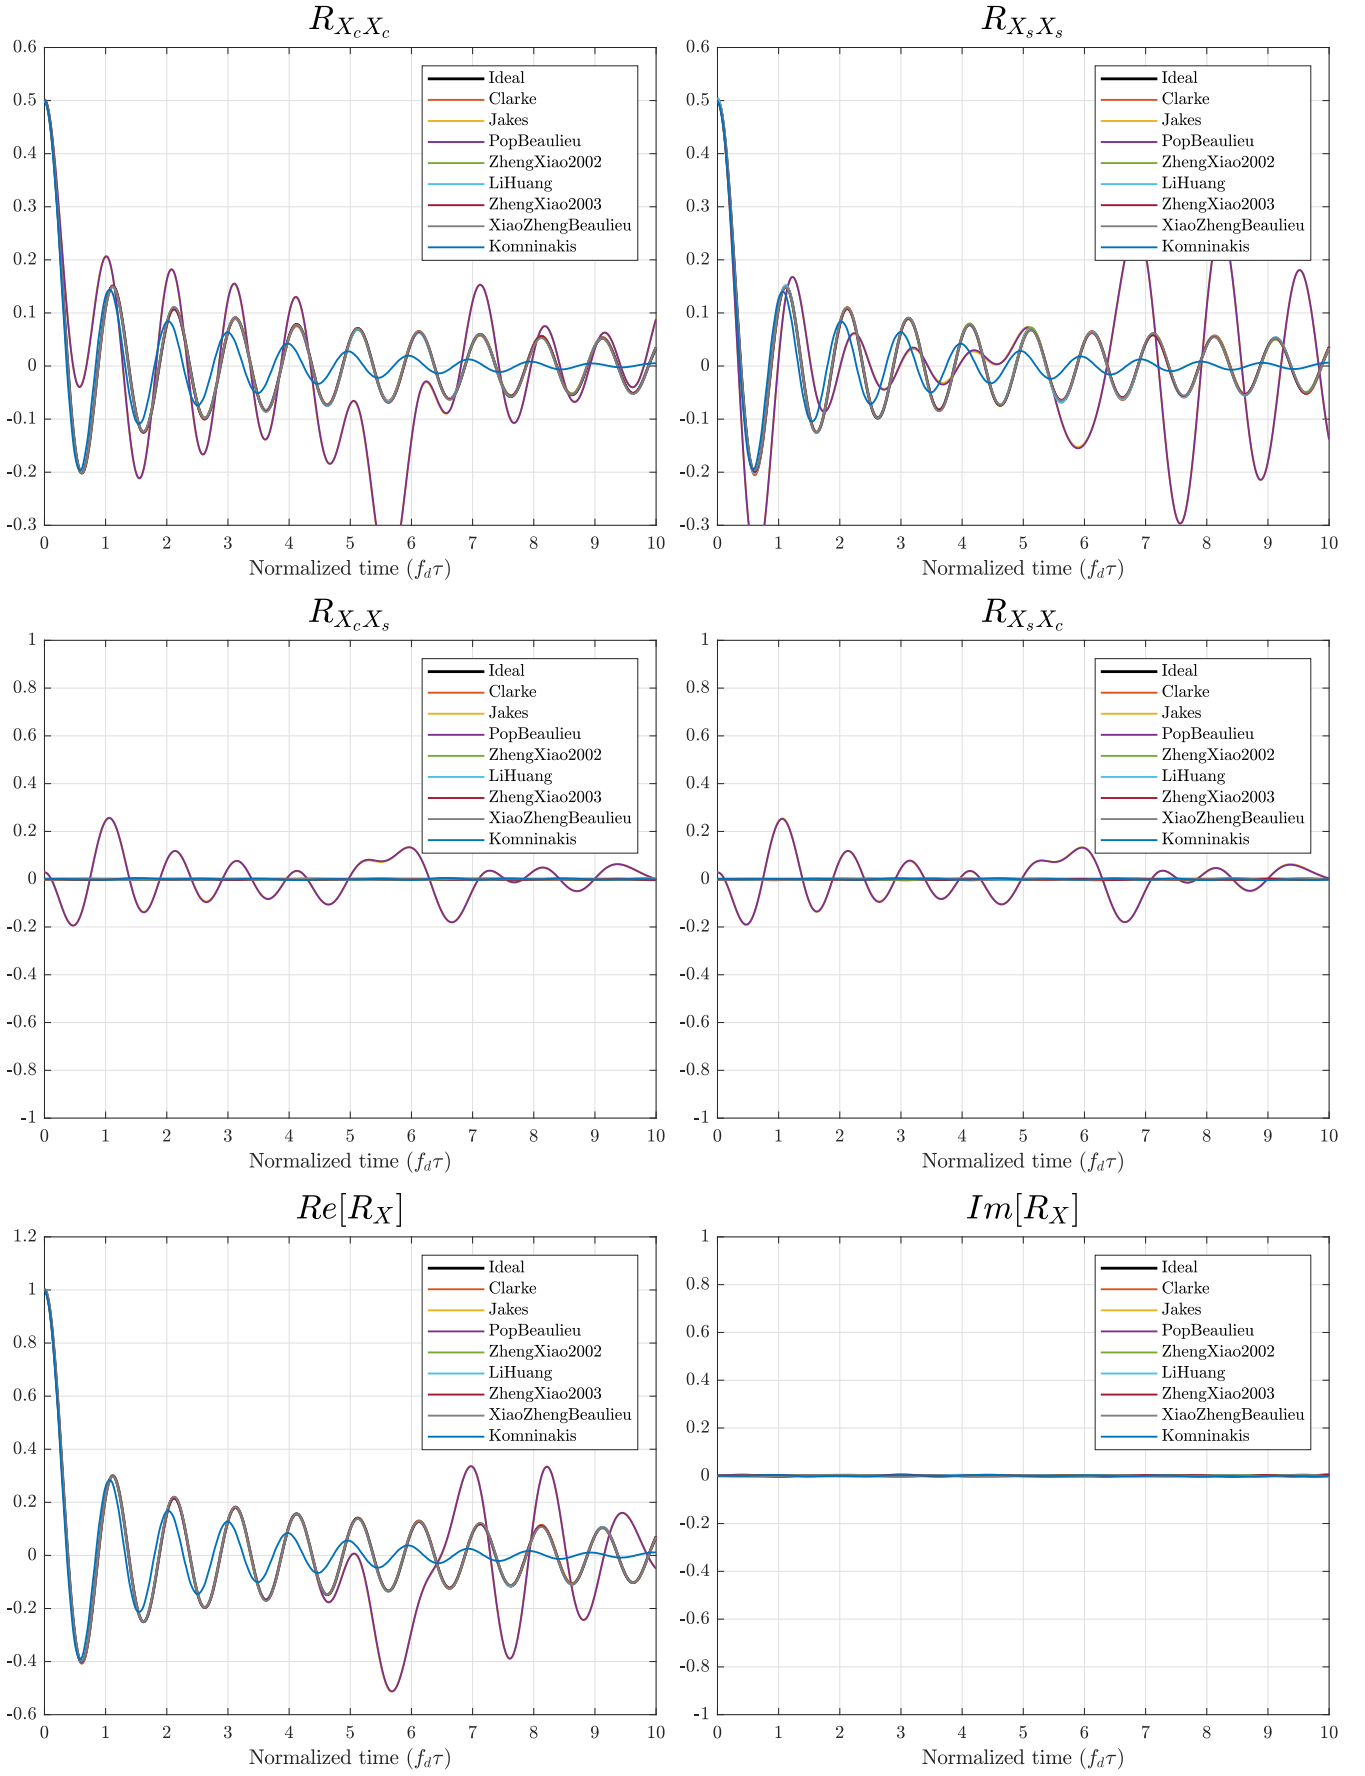 R_{X_cX_c}
0.6
0.5
0.4
0.3
0.2
0.1
0
-0.1
-0.2
-0.3
Ideal
Clarke
Jakes
PopBeaulieu
ZhengXiao2002
LiHuang
ZhengXiao2003
XiaoZhengBeaulieu
Komninakis
0 1 2 3 4 5 6 7 8 9 10
Normalized time (f_dτ)
R_{X_sX_s}
0.6
0.5
0.4
0.3
0.2
0.1
0
-0.1
-0.2
-0.3
Ideal
Clarke
Jakes
PopBeaulieu
ZhengXiao2002
LiHuang
ZhengXiao2003
XiaoZhengBeaulieu
Komninakis
0 1 2 3 4 5 6 7 8 9 10
Normalized time (f_dτ)
R_{X_cX_s}
1
0.8
0.6
0.4
0.2
0
-0.2
-0.4
-0.6
-0.8
-1
Ideal
Clarke
Jakes
PopBeaulieu
ZhengXiao2002
LiHuang
ZhengXiao2003
XiaoZhengBeaulieu
Komninakis
0 1 2 3 4 5 6 7 8 9 10
Normalized time (f_dτ)
R_{X_sX_c}
1
0.8
0.6
0.4
0.2
0
-0.2
-0.4
-0.6
-0.8
-1
Ideal
Clarke
Jakes
PopBeaulieu
ZhengXiao2002
LiHuang
ZhengXiao2003
XiaoZhengBeaulieu
Komninakis
0 1 2 3 4 5 6 7 8 9 10
Normalized time (f_dτ)
Re[R_X]
1.2
1
0.8
0.6
0.4
0.2
0
-0.2
-0.4
-0.6
Ideal
Clarke
Jakes
PopBeaulieu
ZhengXiao2002
LiHuang
ZhengXiao2003
XiaoZhengBeaulieu
Komninakis
0 1 2 3 4 5 6 7 8 9 10
Normalized time (f_dτ)
Im[R_X]
1
0.8
0.6
0.4
0.2
0
-0.2
-0.4
-0.6
-0.8
-1
Ideal
Clarke
Jakes
PopBeaulieu
ZhengXiao2002
LiHuang
ZhengXiao2003
XiaoZhengBeaulieu
Komninakis
0 1 2 3 4 5 6 7 8 9 10
Normalized time (f_dτ)